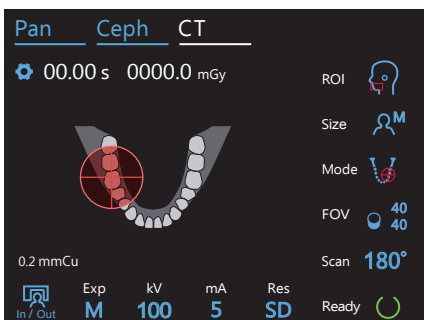 Pan Ceph CT
00.00 s 0000.0 mGy
ROI
Size M
Mode
FOV 40
40
0.2 mmCu Scan 180°
Exp kV mA Res
In / Out M 100 5 SD Ready